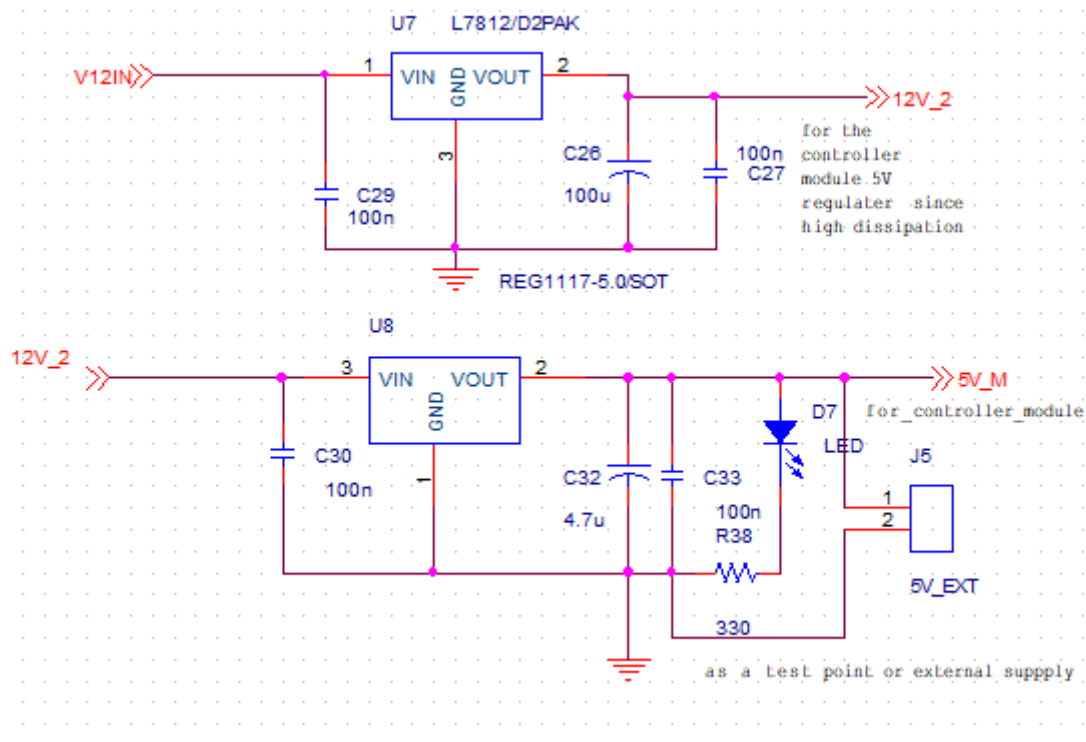 U7 L7812/D2PAK
V12IN
1 VIN GND VOUT 2
3
12V_2
for the
controller
module.5V
regulater since
high dissipation
C29
100n
C26
100u
100n
C27
REG1117-5.0/SOT
U8
12V_2
3 VIN GND VOUT 2
1
5V_M
for_controller_module
C30
100n
C32
4.7u
C33
100n
D7
LED
R38
330
J5
1
2
5V_EXT
as a test point or external suppply